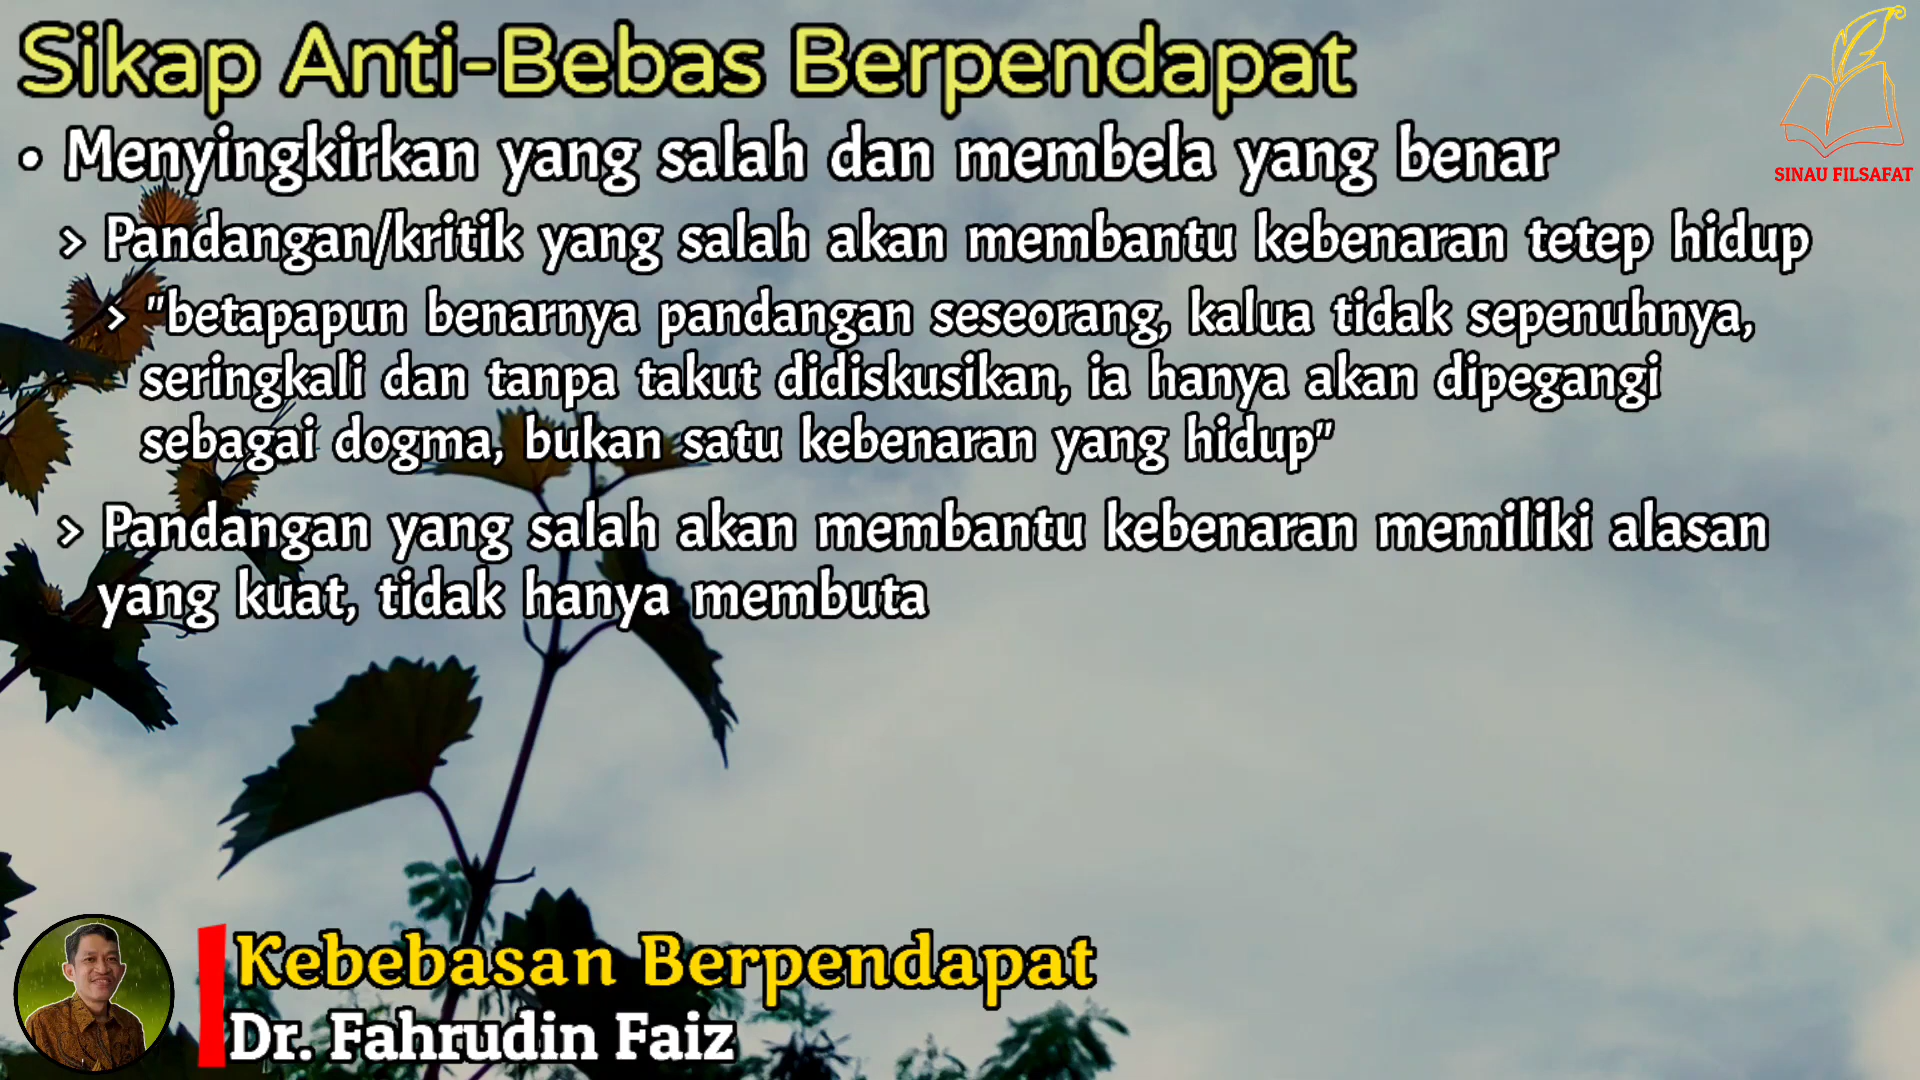 Sikap Anti-Bebas Berpendapat
SINAU FILSAFAT
• Menyingkirkan yang salah dan membela yang benar
> Pandangan/kritik yang salah akan membantu kebenaran tetep hidup
> "betapapun benarnya pandangan seseorang, kalua tidak sepenuhnya,
seringkali dan tanpa takut didiskusikan, ia hanya akan dipegangi
sebagai dogma, bukan satu kebenaran yang hidup"
> Pandangan yang salah akan membantu kebenaran memiliki alasan
yang kuat, tidak hanya membuta
Kebebasan Berpendapat
Dr. Fahrudin Faiz